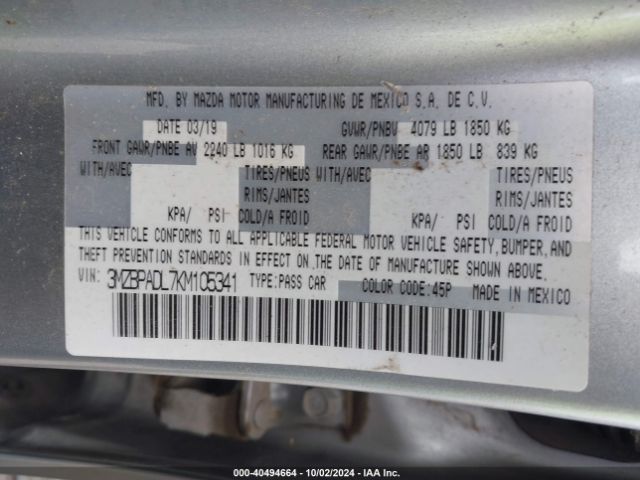 MFD. BY MAZDA MOTOR MANUFACTURING DE MEXICO S.A. DE C.V.
DATE 03/19 GVWR/PNBV 4079 LB 1850 KG
FRONT GAWR/PNBE AV 2240 LB 1016 KG REAR GAWR/PNBE AR 1850 LB 839 KG
WITH/AVEC TIRES/PNEUS WITH/AVEC TIRES/PNEUS
RIMS/JANTES RIMS/JANTES
KPA/ PSI COLD/A FROID KPA/ PSI COLD/A FROID
THIS VEHICLE CONFORMS TO ALL APPLICABLE FEDERAL MOTOR VEHICLE SAFETY, BUMPER, AND
THEFT PREVENTION STANDARDS IN EFFECT ON THE DATE OF MANUFACTURE SHOWN ABOVE.
VIN: 3MZBPADL7KM105341 TYPE:PASS CAR COLOR CODE:45P MADE IN MEXICO
000-40494664 - 10/02/2024 - IAA Inc.